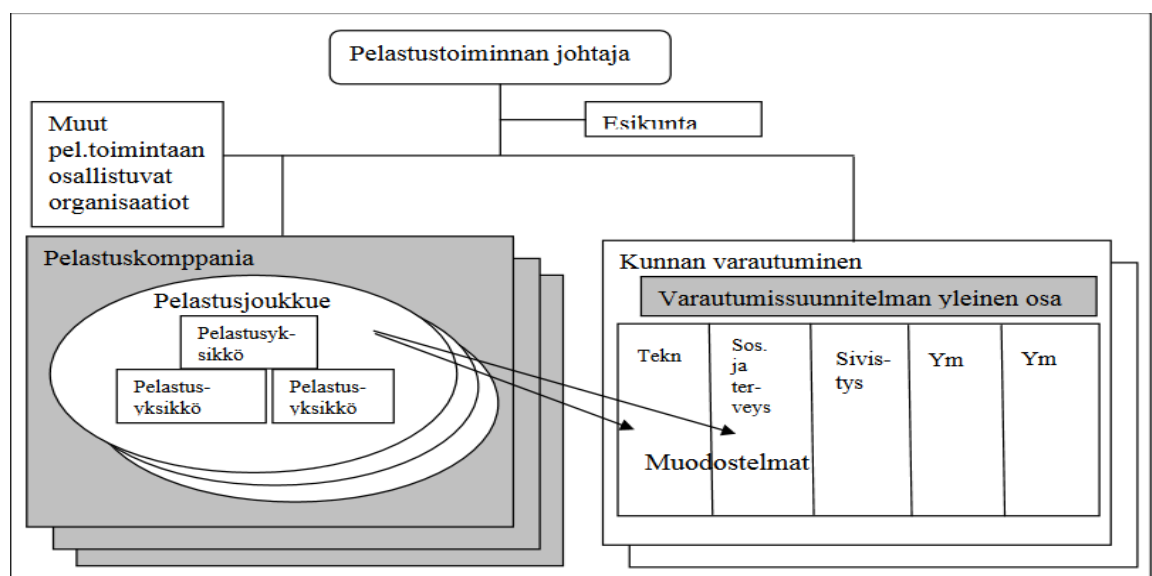 Pelastustoiminnan johtaja
Esikunta
Muut
pel.toimintaan
osallistuvat
organisaatiot
Pelastuskomppania
Pelastusjoukkue
Pelastusyk-
sikkö
Pelastus-
yksikkö
Pelastus-
yksikkö
Kunnan varautuminen
Varautumissuunnitelman yleinen osa
Tekn
Sos.
ja
ter-
veys
Sivis-
tys
Ym
Ym
Muodostelmat